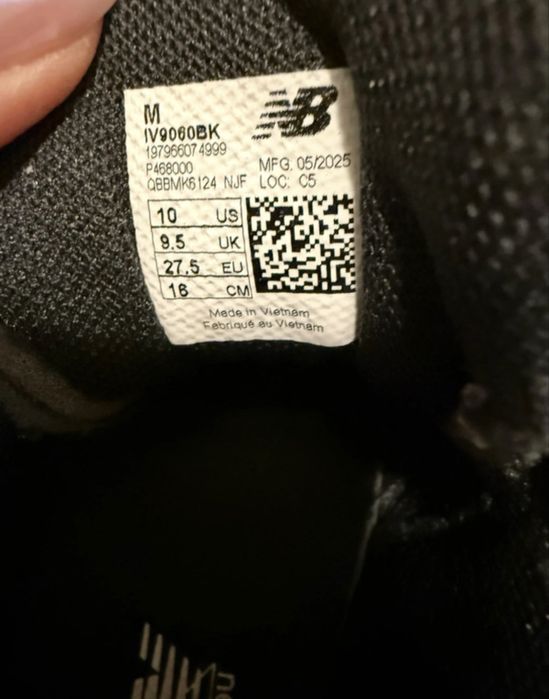 M
NB
IV9060BK
197966074999
P468000 MFG. 05/2025
QBBMK6124 NJF LOC: C5
10 US
9.5 UK
27.5 EU
16 CM
Made in Vietnam
Fabriqué au Vietnam